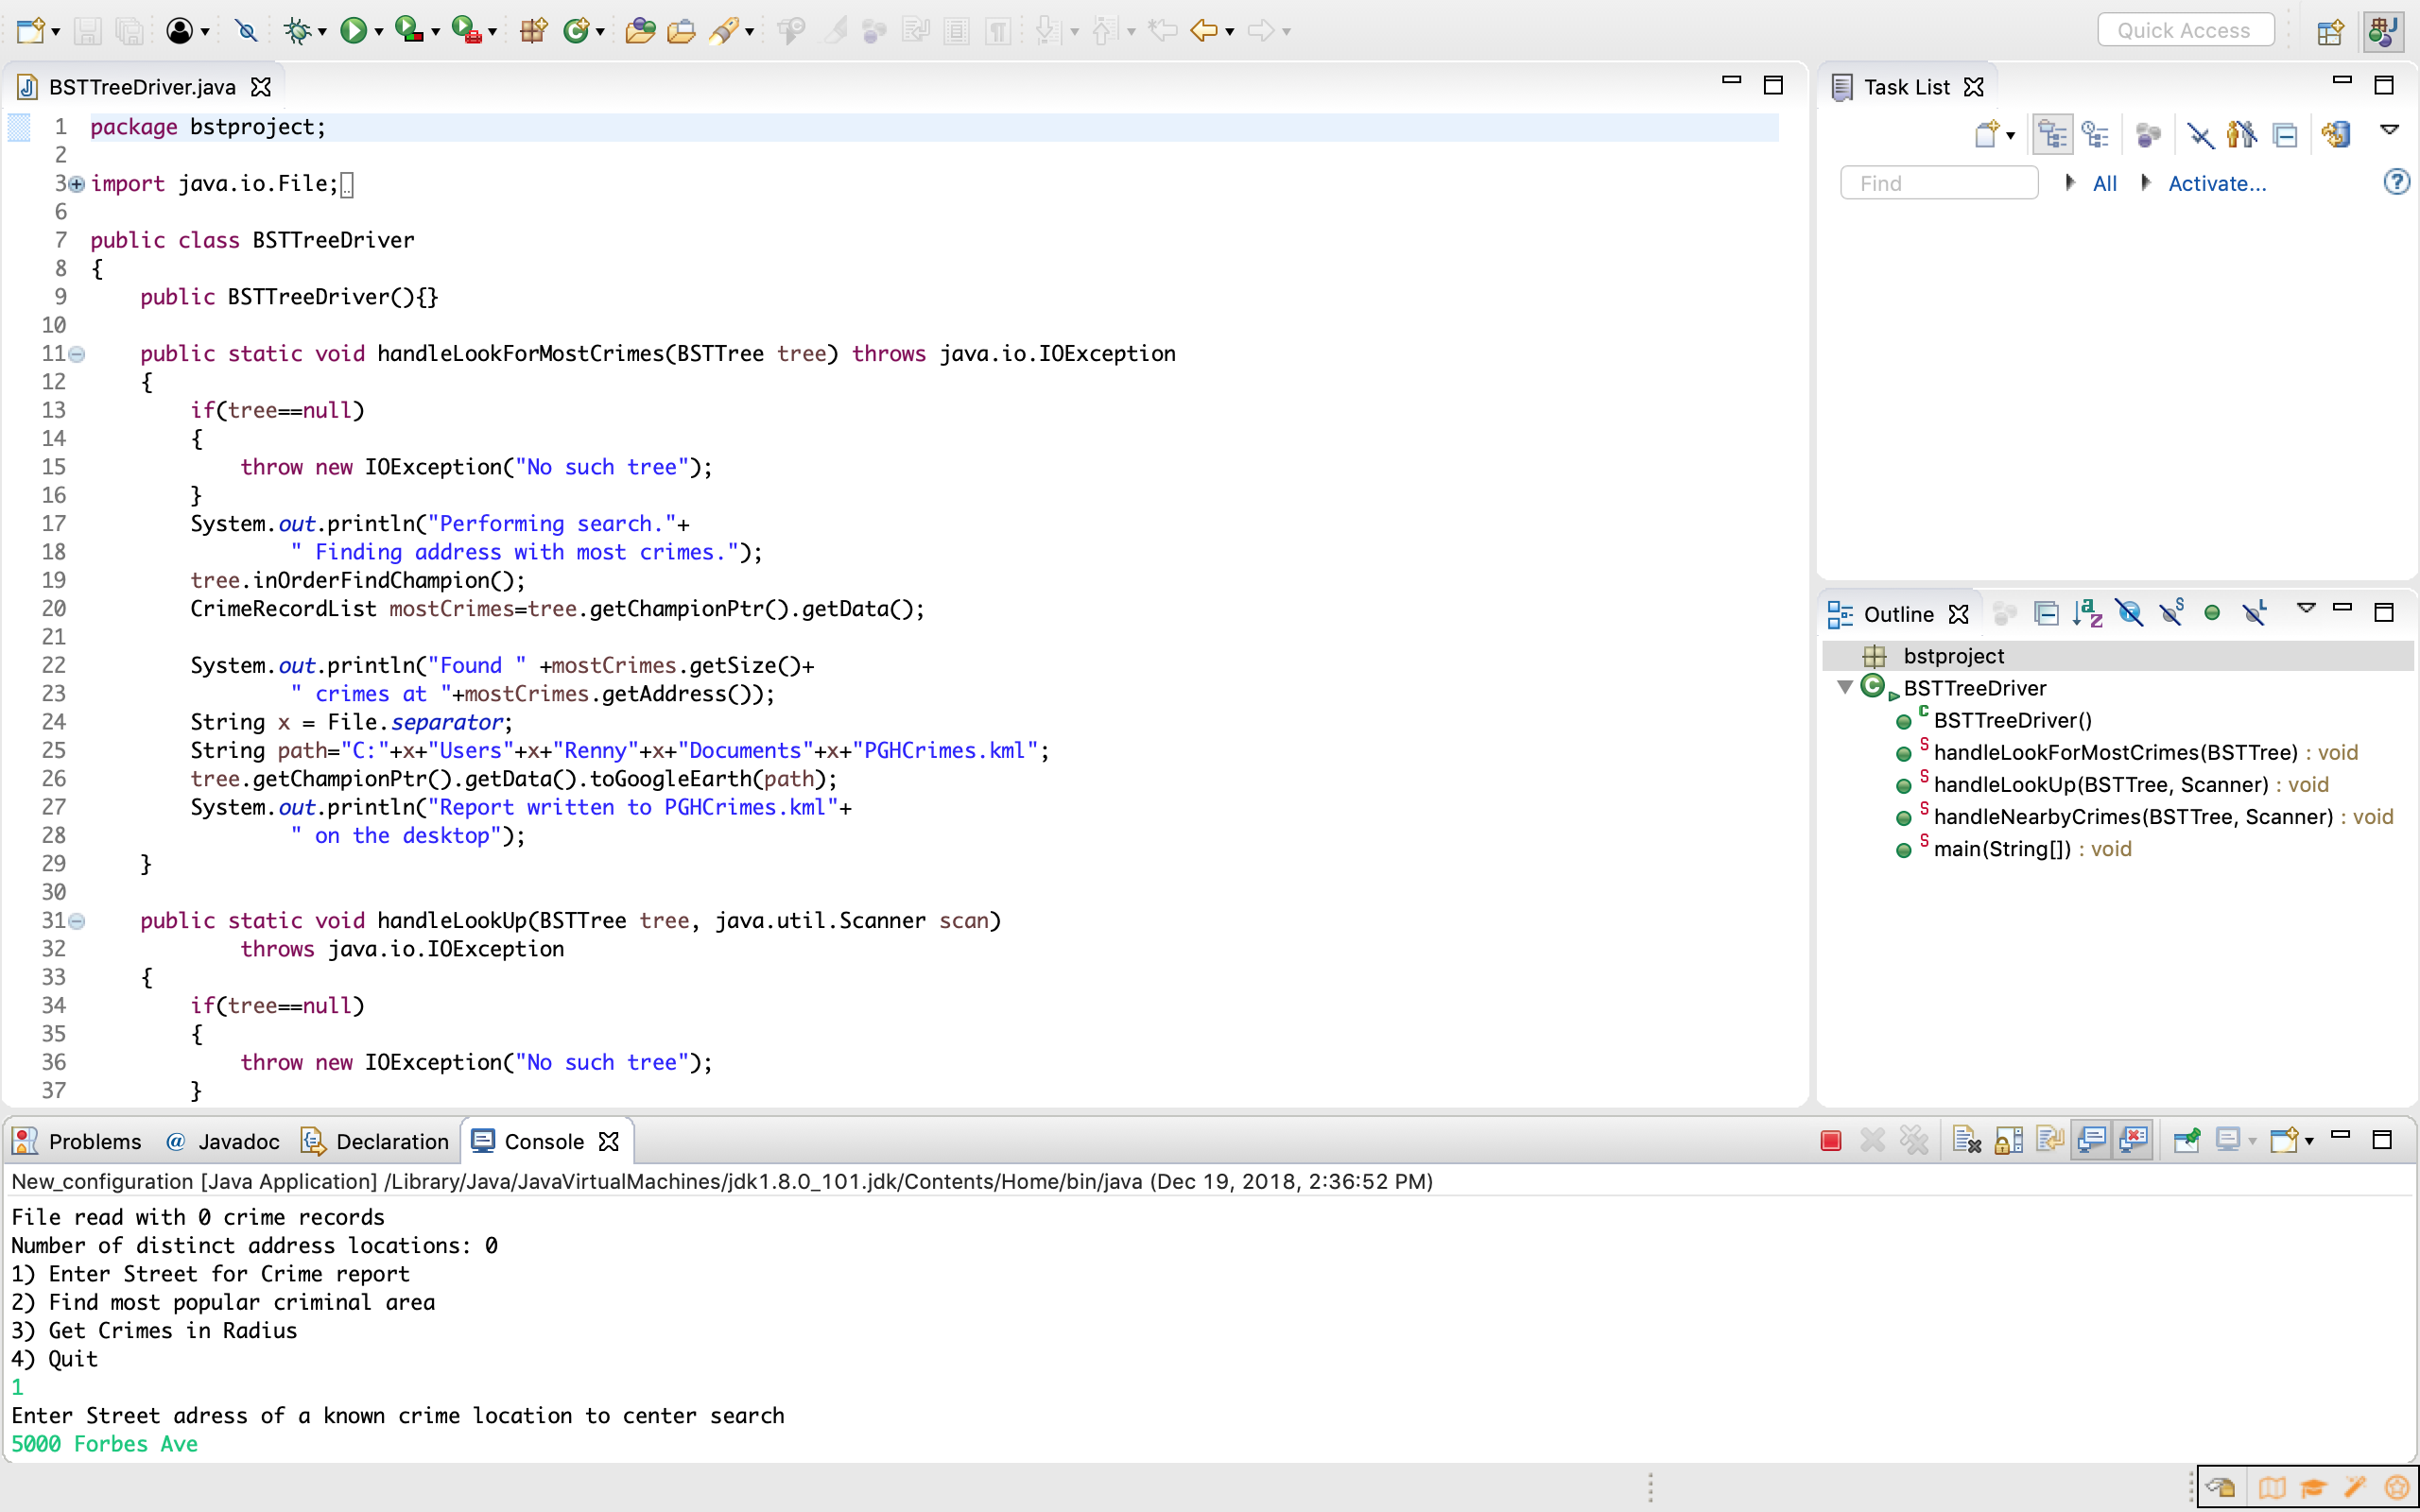 Quick Access
BSTTreeDriver.java
1 package bstproject;
2
3 import java.io.File;
6
7 public class BSTTreeDriver
8 {
9 public BSTTreeDriver(){}
10
11 public static void handleLookForMostCrimes(BSTTree tree) throws java.io.IOException
12 {
13 if(tree==null)
14 {
15 throw new IOException("No such tree");
16 }
17 System.out.println("Performing search."+
18 " Finding address with most crimes.");
19 tree.inOrderFindChampion();
20 CrimeRecordList mostCrimes=tree.getChampionPtr().getData();
21
22 System.out.println("Found " +mostCrimes.getSize()+
23 " crimes at "+mostCrimes.getAddress());
24 String x = File.separator;
25 String path="C:"+x+"Users"+x+"Renny"+x+"Documents"+x+"PGHCrimes.kml";
26 tree.getChampionPtr().getData().toGoogleEarth(path);
27 System.out.println("Report written to PGHCrimes.kml"+
28 " on the desktop");
29 }
30
31 public static void handleLookUp(BSTTree tree, java.util.Scanner scan)
32 throws java.io.IOException
33 {
34 if(tree==null)
35 {
36 throw new IOException("No such tree");
37 }
Task List
Find All Activate...
Outline
bstproject
BSTTreeDriver
BSTTreeDriver()
handleLookForMostCrimes(BSTTree) : void
handleLookUp(BSTTree, Scanner) : void
handleNearbyCrimes(BSTTree, Scanner) : void
main(String[]) : void
Problems Javadoc Declaration Console
New_configuration [Java Application] /Library/Java/JavaVirtualMachines/jdk1.8.0_101.jdk/Contents/Home/bin/java (Dec 19, 2018, 2:36:52 PM)
File read with 0 crime records
Number of distinct address locations: 0
1) Enter Street for Crime report
2) Find most popular criminal area
3) Get Crimes in Radius
4) Quit
1
Enter Street adress of a known crime location to center search
5000 Forbes Ave